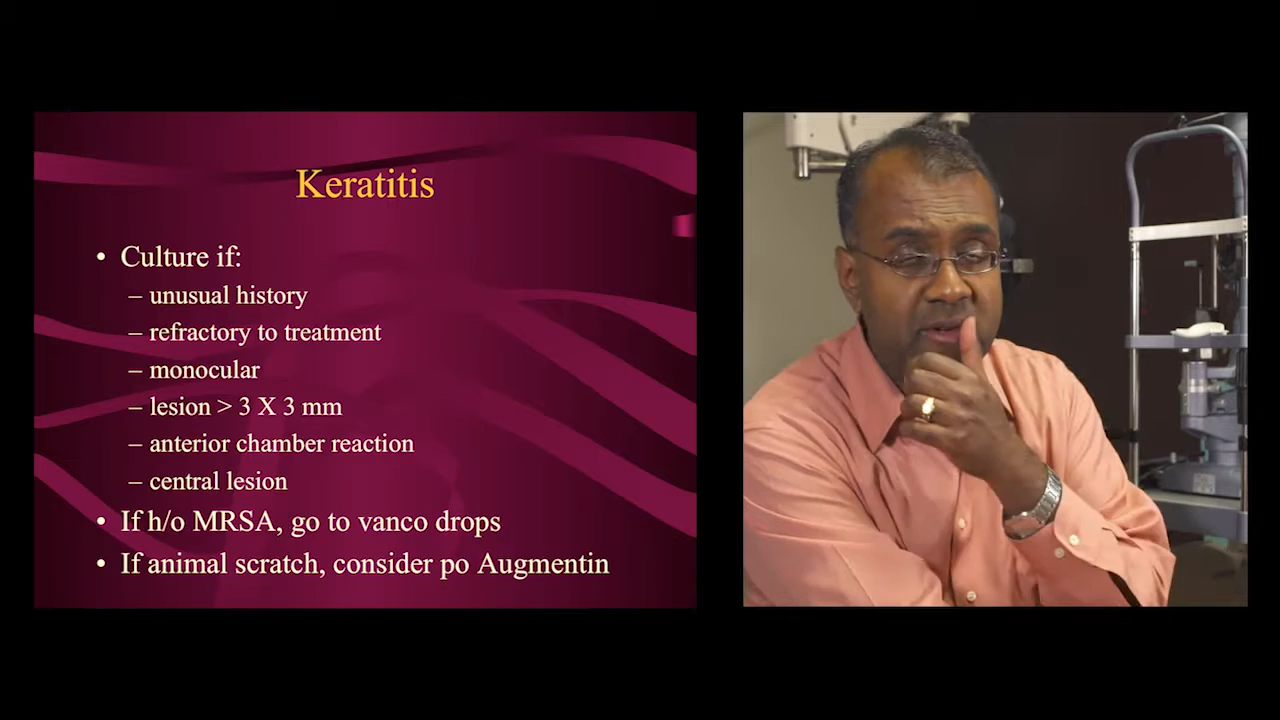 Keratitis
• Culture if:
– unusual history
– refractory to treatment
– monocular
– lesion > 3 X 3 mm
– anterior chamber reaction
– central lesion
• If h/o MRSA, go to vanco drops
• If animal scratch, consider po Augmentin